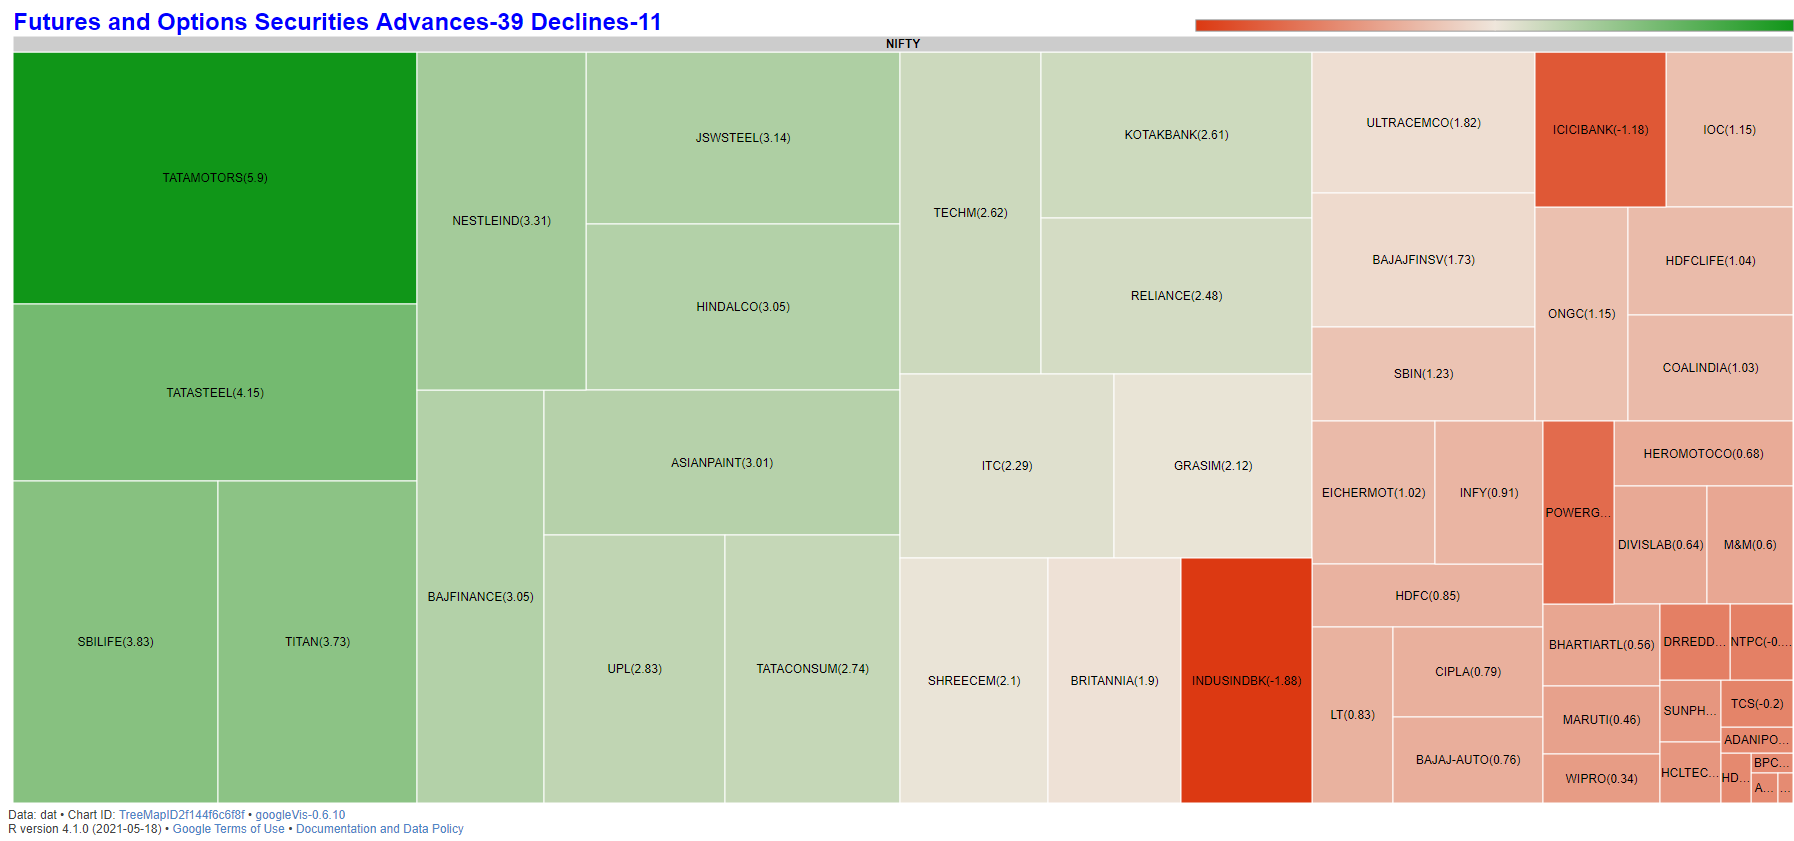 Futures and Options Securities Advances-39 Declines-11
NIFTY
TATAMOTORS(5.9)
TATASTEEL(4.15)
SBILIFE(3.83)
TITAN(3.73)
NESTLEIND(3.31)
JSWSTEEL(3.14)
HINDALCO(3.05)
BAJFINANCE(3.05)
ASIANPAINT(3.01)
UPL(2.83)
TATACONSUM(2.74)
TECHM(2.62)
KOTAKBANK(2.61)
RELIANCE(2.48)
ITC(2.29)
GRASIM(2.12)
SHREECEM(2.1)
BRITANNIA(1.9)
INDUSINDBK(-1.88)
ULTRACEMCO(1.82)
BAJAJFINSV(1.73)
SBIN(1.23)
ICICIBANK(-1.18)
IOC(1.15)
ONGC(1.15)
HDFCLIFE(1.04)
COALINDIA(1.03)
EICHERMOT(1.02)
INFY(0.91)
HDFC(0.85)
LT(0.83)
CIPLA(0.79)
BAJAJ-AUTO(0.76)
POWERG...
HEROMOTOCO(0.68)
DIVISLAB(0.64)
M&M(0.6)
BHARTIARTL(0.56)
MARUTI(0.46)
WIPRO(0.34)
DRREDD...
NTPC(-0....
SUNPH...
TCS(-0.2)
ADANIPO...
HCLTEC...
HD...
BPC...
A...
...
Data: dat • Chart ID: TreeMapID2f144f6c6f8f • googleVis-0.6.10
R version 4.1.0 (2021-05-18) • Google Terms of Use • Documentation and Data Policy